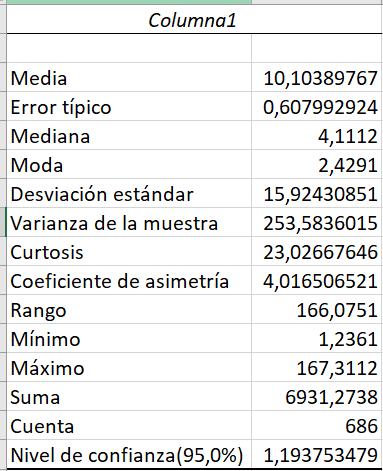 Columna1
Media 10,10389767
Error típico 0,607992924
Mediana 4,1112
Moda 2,4291
Desviación estándar 15,92430851
Varianza de la muestra 253,5836015
Curtosis 23,02667646
Coeficiente de asimetría 4,016506521
Rango 166,0751
Mínimo 1,2361
Máximo 167,3112
Suma 6931,2738
Cuenta 686
Nivel de confianza(95,0%) 1,193753479